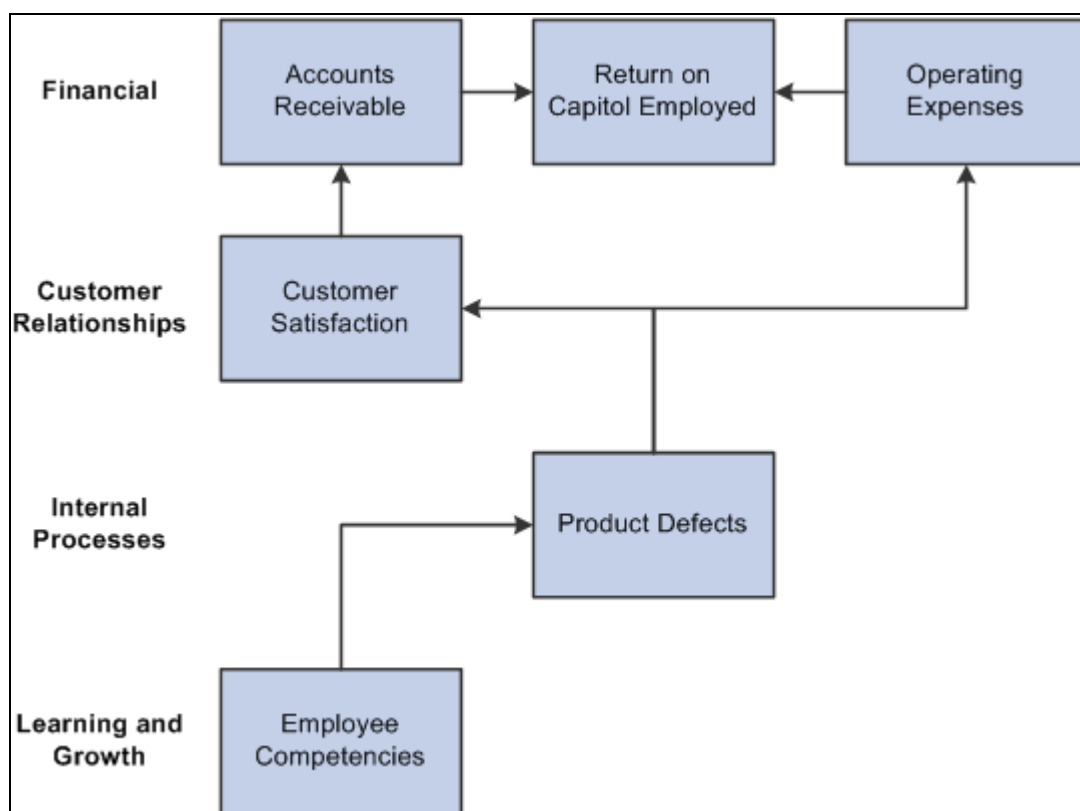 Financial
Accounts
Receivable
Return on
Capitol Employed
Operating
Expenses
Customer
Relationships
Customer
Satisfaction
Internal
Processes
Product Defects
Learning and
Growth
Employee
Competencies